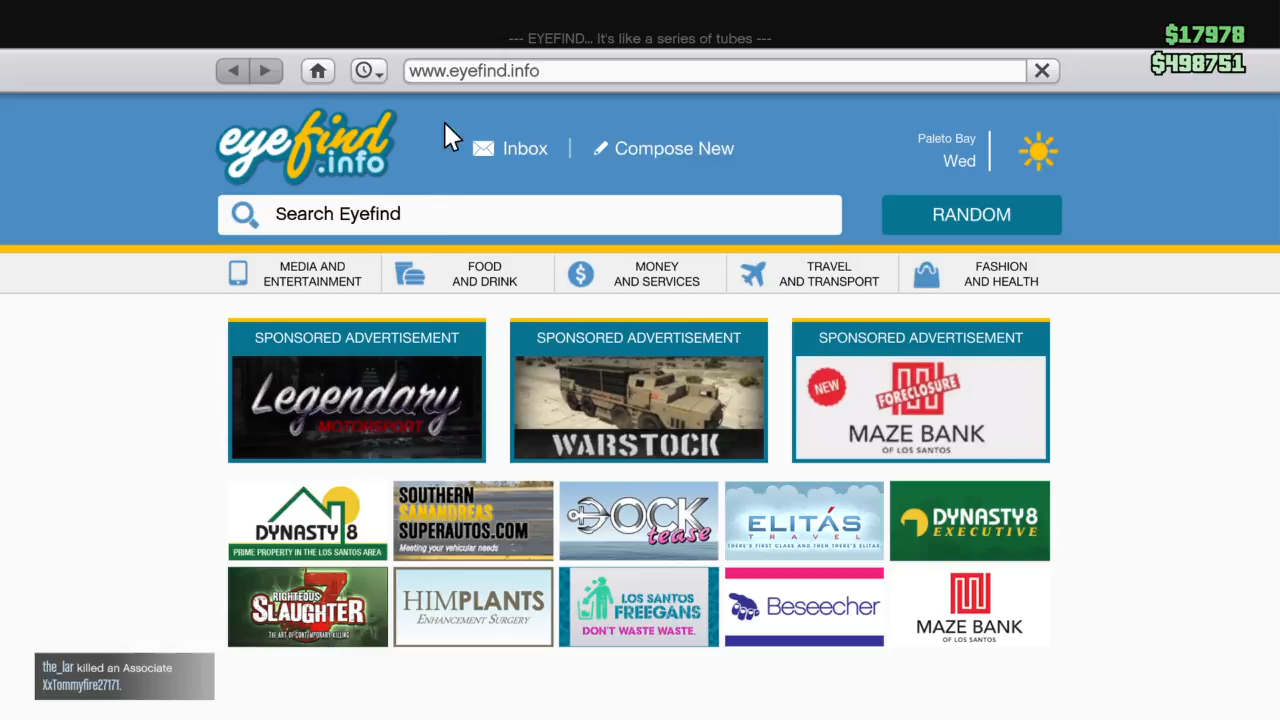 --- EYEFIND... It's like a series of tubes ---
$17978
$498751
www.eyefind.info
eyefind
.info
Inbox
Compose New
Paleto Bay
Wed
Search Eyefind
RANDOM
MEDIA AND
ENTERTAINMENT
FOOD
AND DRINK
MONEY
AND SERVICES
TRAVEL
AND TRANSPORT
FASHION
AND HEALTH
SPONSORED ADVERTISEMENT
Legendary
MOTORSPORT
SPONSORED ADVERTISEMENT
WARSTOCK
SPONSORED ADVERTISEMENT
NEW
FORECLOSURE
MAZE BANK
OF LOS SANTOS
DYNASTY 8
PRIME PROPERTY IN THE LOS SANTOS AREA
SOUTHERN
SANANDREAS
SUPERAUTOS.COM
Meeting your vehicular needs
DOCK
tease
ELITÁS
TRAVEL
THERE'S FIRST CLASS AND THEN THERE'S ELITAS
DYNASTY 8
EXECUTIVE
RIGHTEOUS
SLAUGHTER
7
THE ART OF CONTEMPORARY KILLING
HIMPLANTS
ENHANCEMENT SURGERY
LOS SANTOS
FREEGANS
DON'T WASTE WASTE.
Beseecher
MAZE BANK
OF LOS SANTOS
the_lar killed an Associate
XxTommyfire27171.